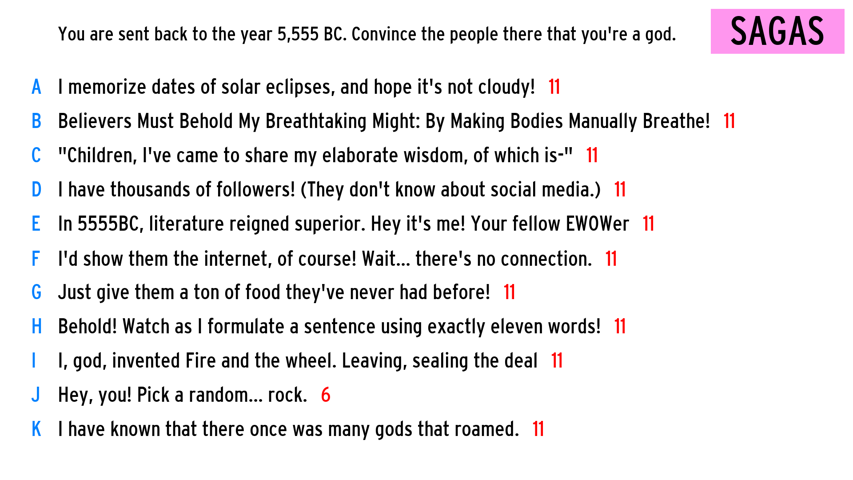 You are sent back to the year 5,555 BC. Convince the people there that you're a god.
SAGAS
A I memorize dates of solar eclipses, and hope it's not cloudy! 11
B Believers Must Behold My Breathtaking Might: By Making Bodies Manually Breathe! 11
C "Children, I've came to share my elaborate wisdom, of which is-" 11
D I have thousands of followers! (They don't know about social media.) 11
E In 5555BC, literature reigned superior. Hey it's me! Your fellow EWOWer 11
F I'd show them the internet, of course! Wait... there's no connection. 11
G Just give them a ton of food they've never had before! 11
H Behold! Watch as I formulate a sentence using exactly eleven words! 11
I I, god, invented Fire and the wheel. Leaving, sealing the deal 11
J Hey, you! Pick a random... rock. 6
K I have known that there once was many gods that roamed. 11